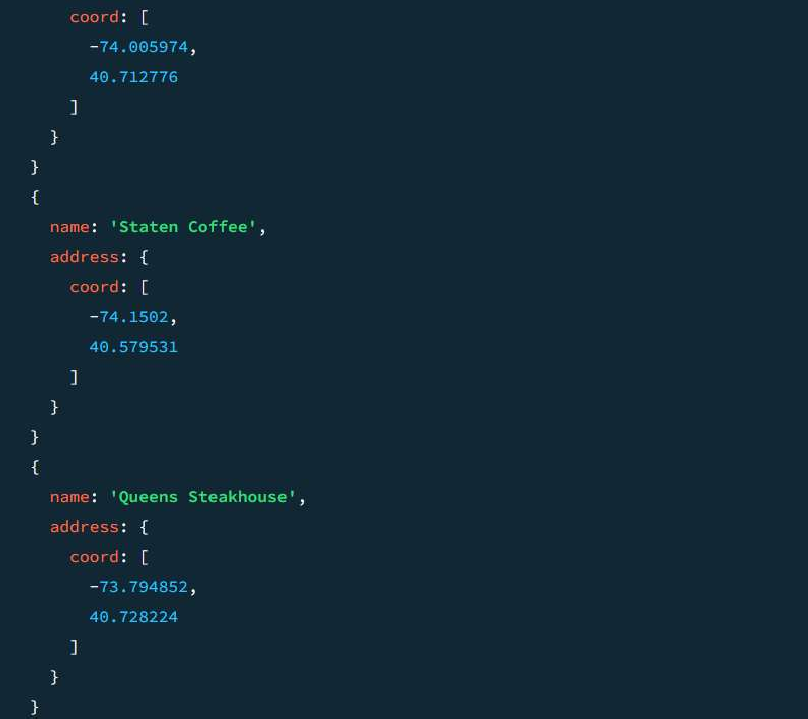 coord: [
-74.005974,
40.712776
]
}
}
{
name: 'Staten Coffee',
address: {
coord: [
-74.1502,
40.579531
]
}
}
{
name: 'Queens Steakhouse',
address: {
coord: [
-73.794852,
40.728224
]
}
}